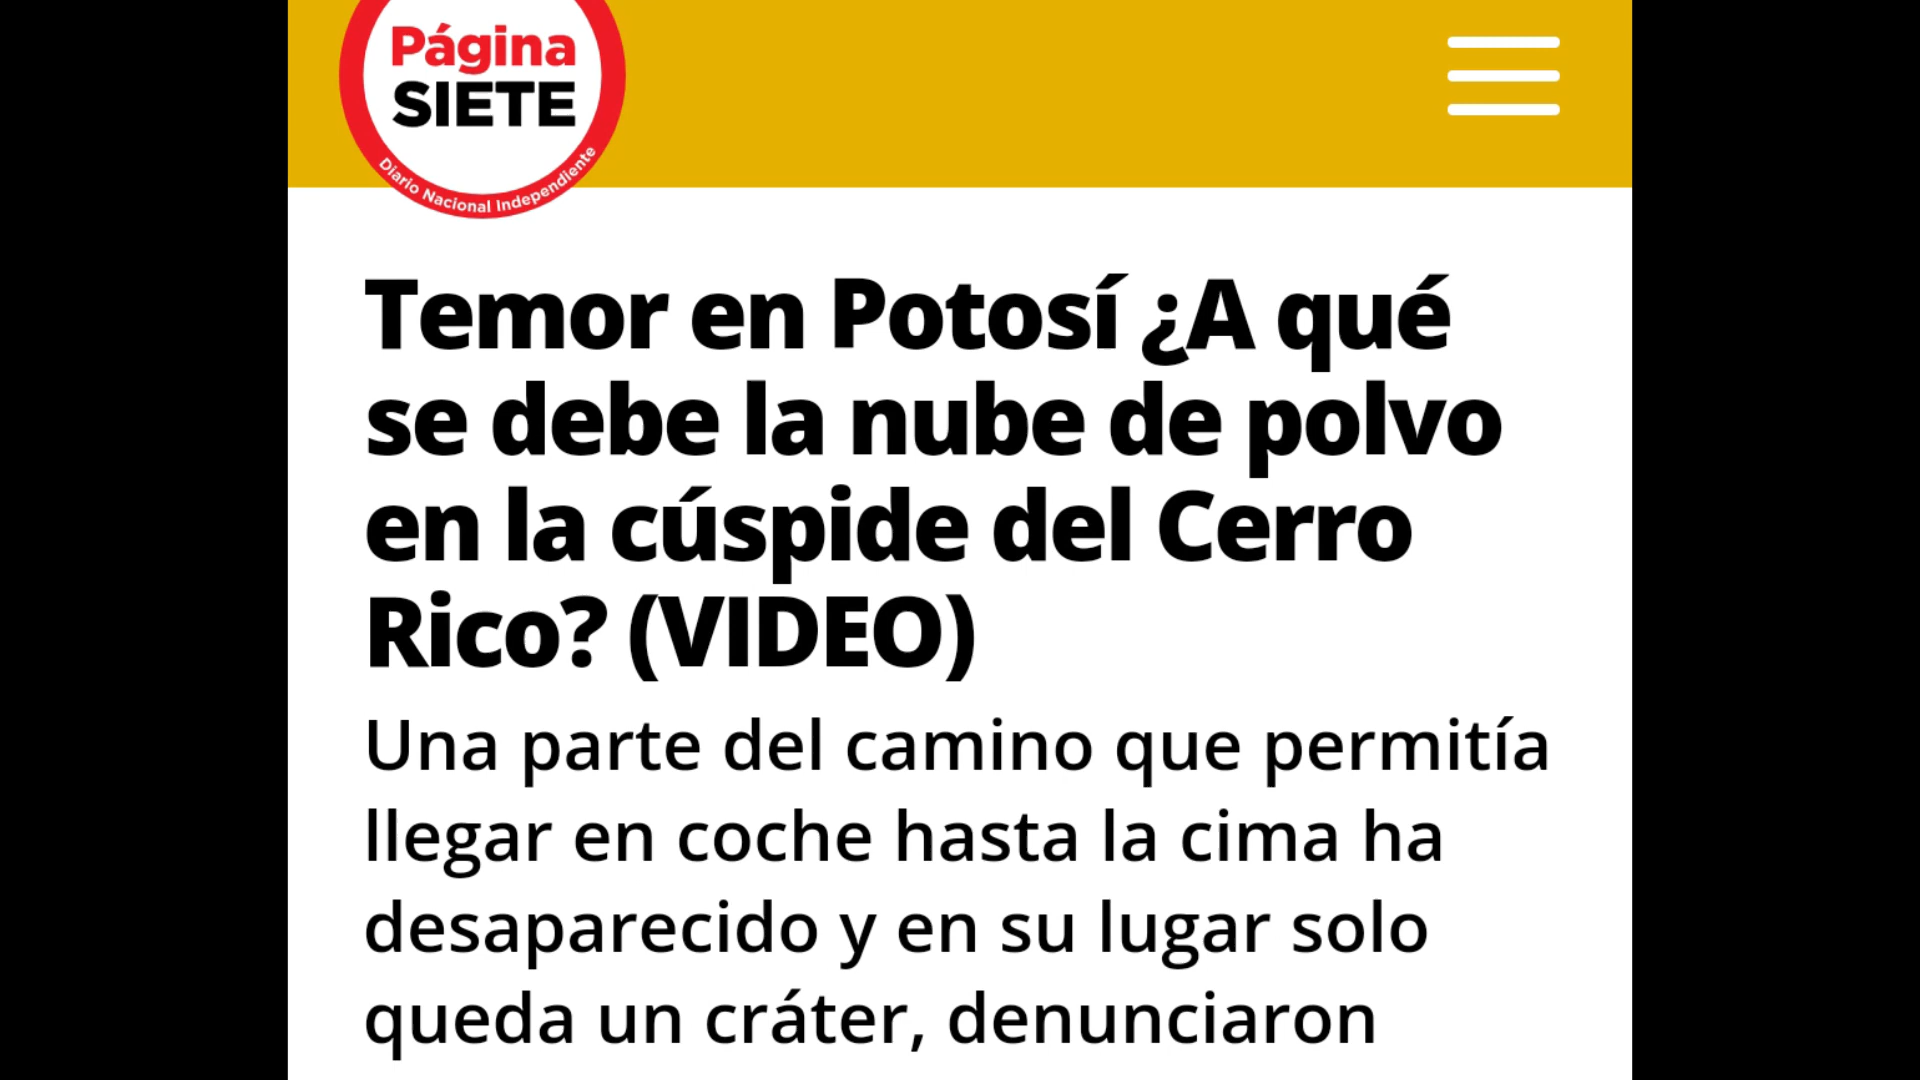 Página
SIETE
Diario Nacional Independiente
Temor en Potosí ¿A qué
se debe la nube de polvo
en la cúspide del Cerro
Rico? (VIDEO)
Una parte del camino que permitía
llegar en coche hasta la cima ha
desaparecido y en su lugar solo
queda un cráter, denunciaron